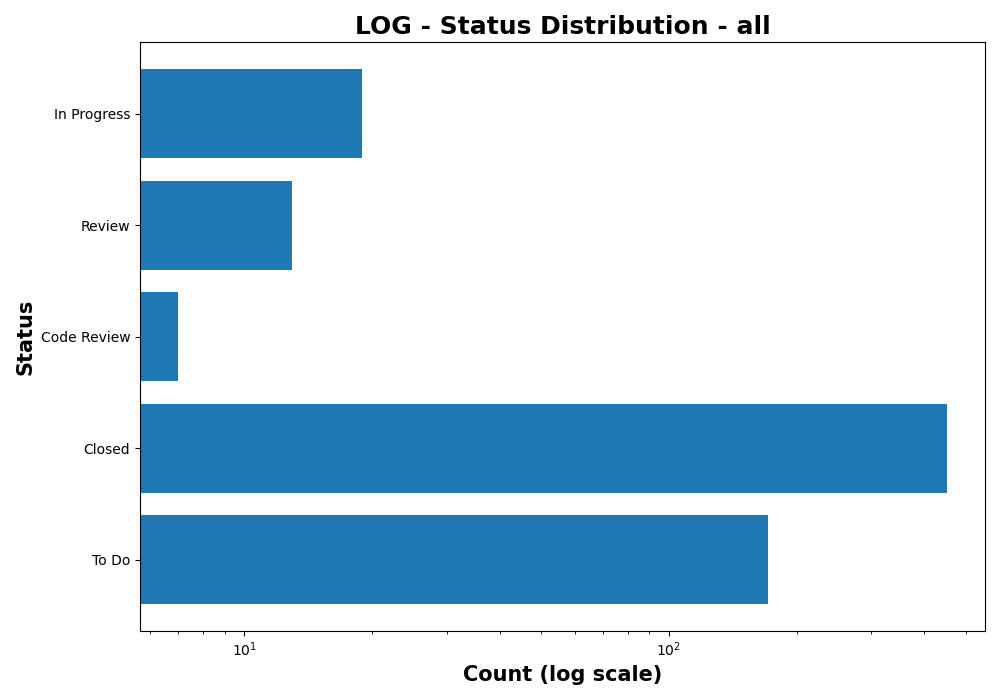 LOG - Status Distribution - all
In Progress
Review
Code Review
Closed
To Do
Status
10¹
10²
Count (log scale)